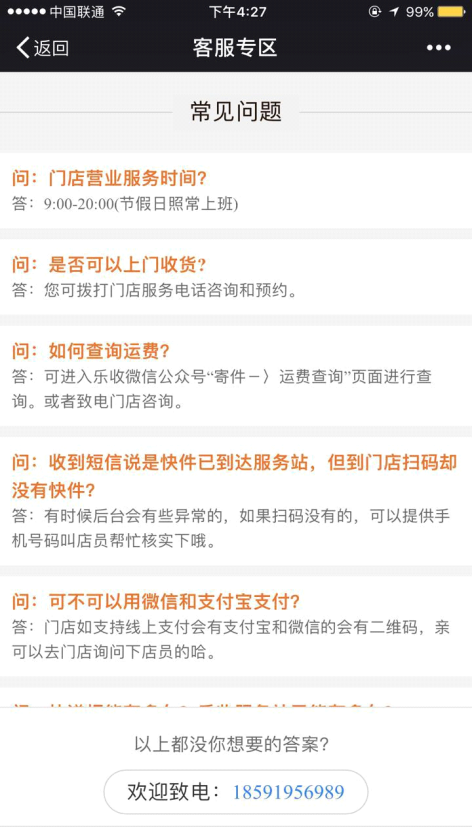 中国联通 下午4:27 99%
返回 客服专区
常见问题
问：门店营业服务时间?
答：9:00-20:00(节假日照常上班)
问：是否可以上门收货?
答：您可拨打门店服务电话咨询和预约。
问：如何查询运费?
答：可进入乐收微信公众号“寄件－〉运费查询”页面进行查
询。或者致电门店咨询。
问：收到短信说是快件已到达服务站，但到门店扫码却
没有快件?
答：有时候后台会有些异常的，如果扫码没有的，可以提供手
机号码叫店员帮忙核实下哦。
问：可不可以用微信和支付宝支付?
答：门店如支持线上支付会有支付宝和微信的会有二维码，亲
可以去门店询问下店员的哈。
以上都没你想要的答案?
欢迎致电：18591956989